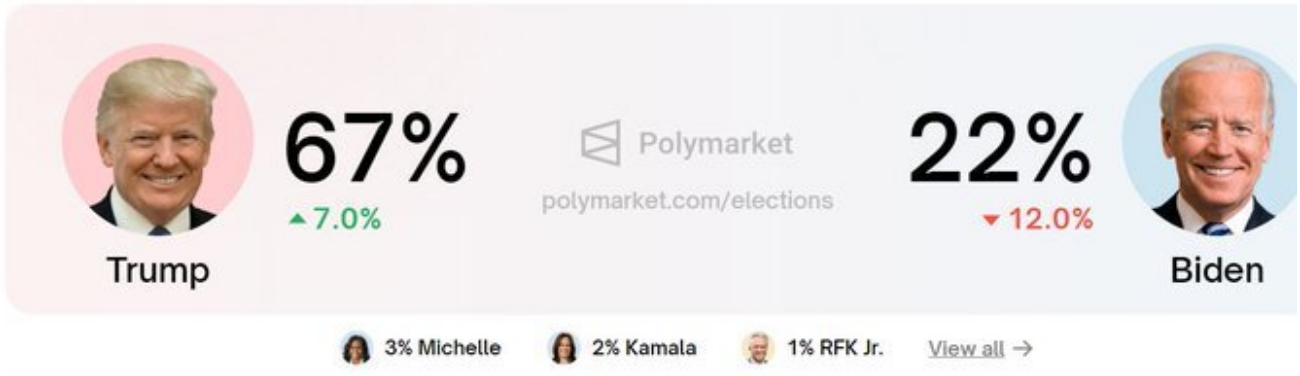 67%
▲ 7.0%
Trump
Polymarket
polymarket.com/elections
22%
▼ 12.0%
Biden
3% Michelle
2% Kamala
1% RFK Jr.
View all →